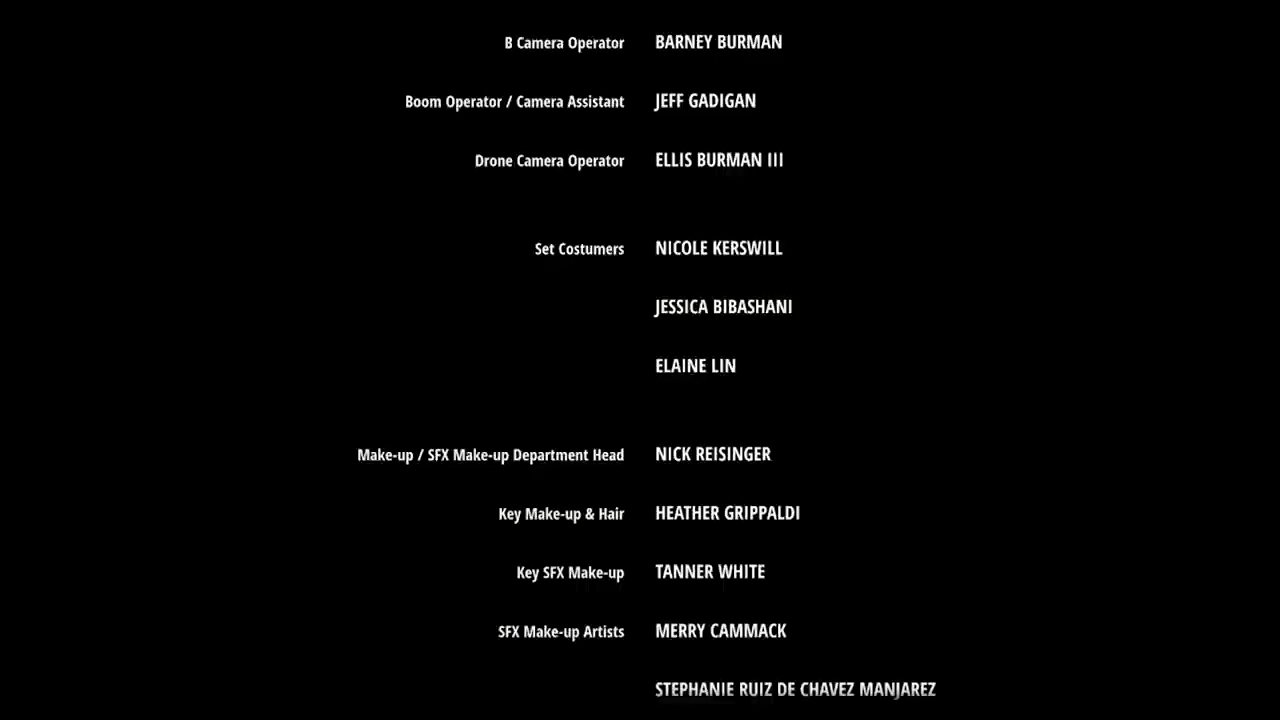 B Camera Operator BARNEY BURMAN
Boom Operator / Camera Assistant JEFF GADIGAN
Drone Camera Operator ELLIS BURMAN III
Set Costumers NICOLE KERSWILL
JESSICA BIBASHANI
ELAINE LIN
Make-up / SFX Make-up Department Head NICK REISINGER
Key Make-up & Hair HEATHER GRIPPALDI
Key SFX Make-up TANNER WHITE
SFX Make-up Artists MERRY CAMMACK
STEPHANIE RUIZ DE CHAVEZ MANJAREZ